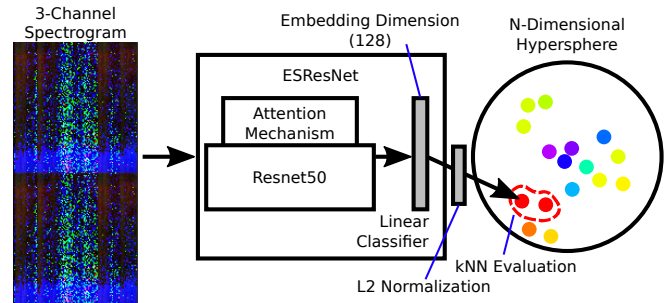 3-Channel
Spectrogram
Embedding Dimension
(128)
N-Dimensional
Hypersphere
ESResNet
Attention
Mechanism
Resnet50
Linear
Classifier
kNN Evaluation
L2 Normalization